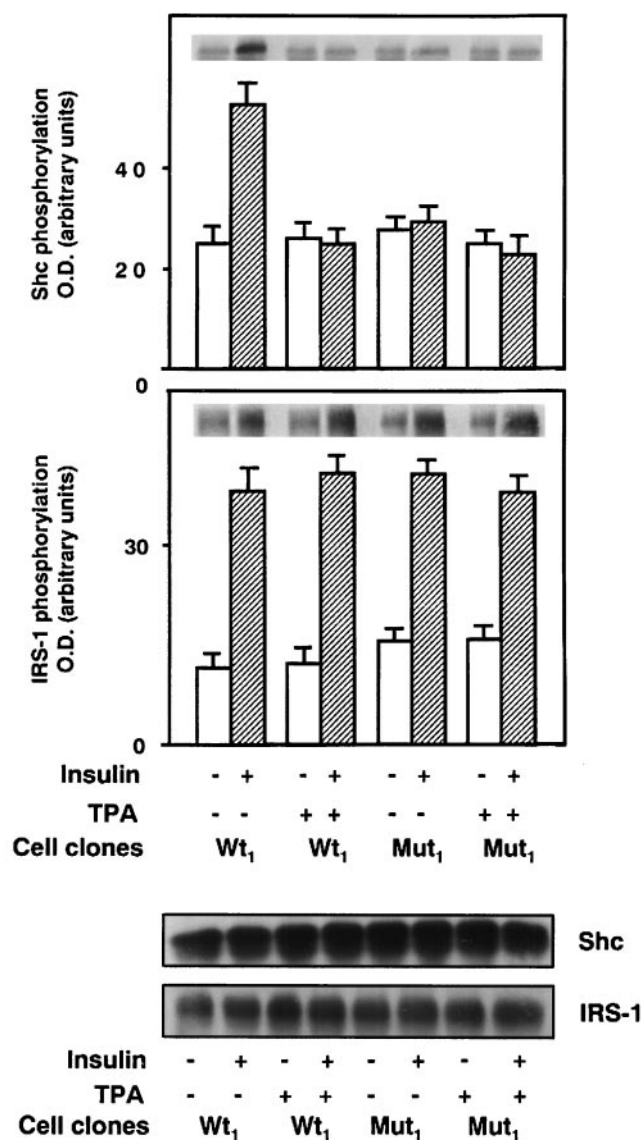 Shc phosphorylation
O.D. (arbitrary units)
40
20
0
IRS-1 phosphorylation
O.D. (arbitrary units)
30
0
Insulin - + - + - + - +
TPA - - + + - - + +
Cell clones Wt1 Wt1 Mut1 Mut1
Shc
IRS-1
Insulin - + - + - + - +
TPA - - + + - - + +
Cell clones Wt1 Wt1 Mut1 Mut1